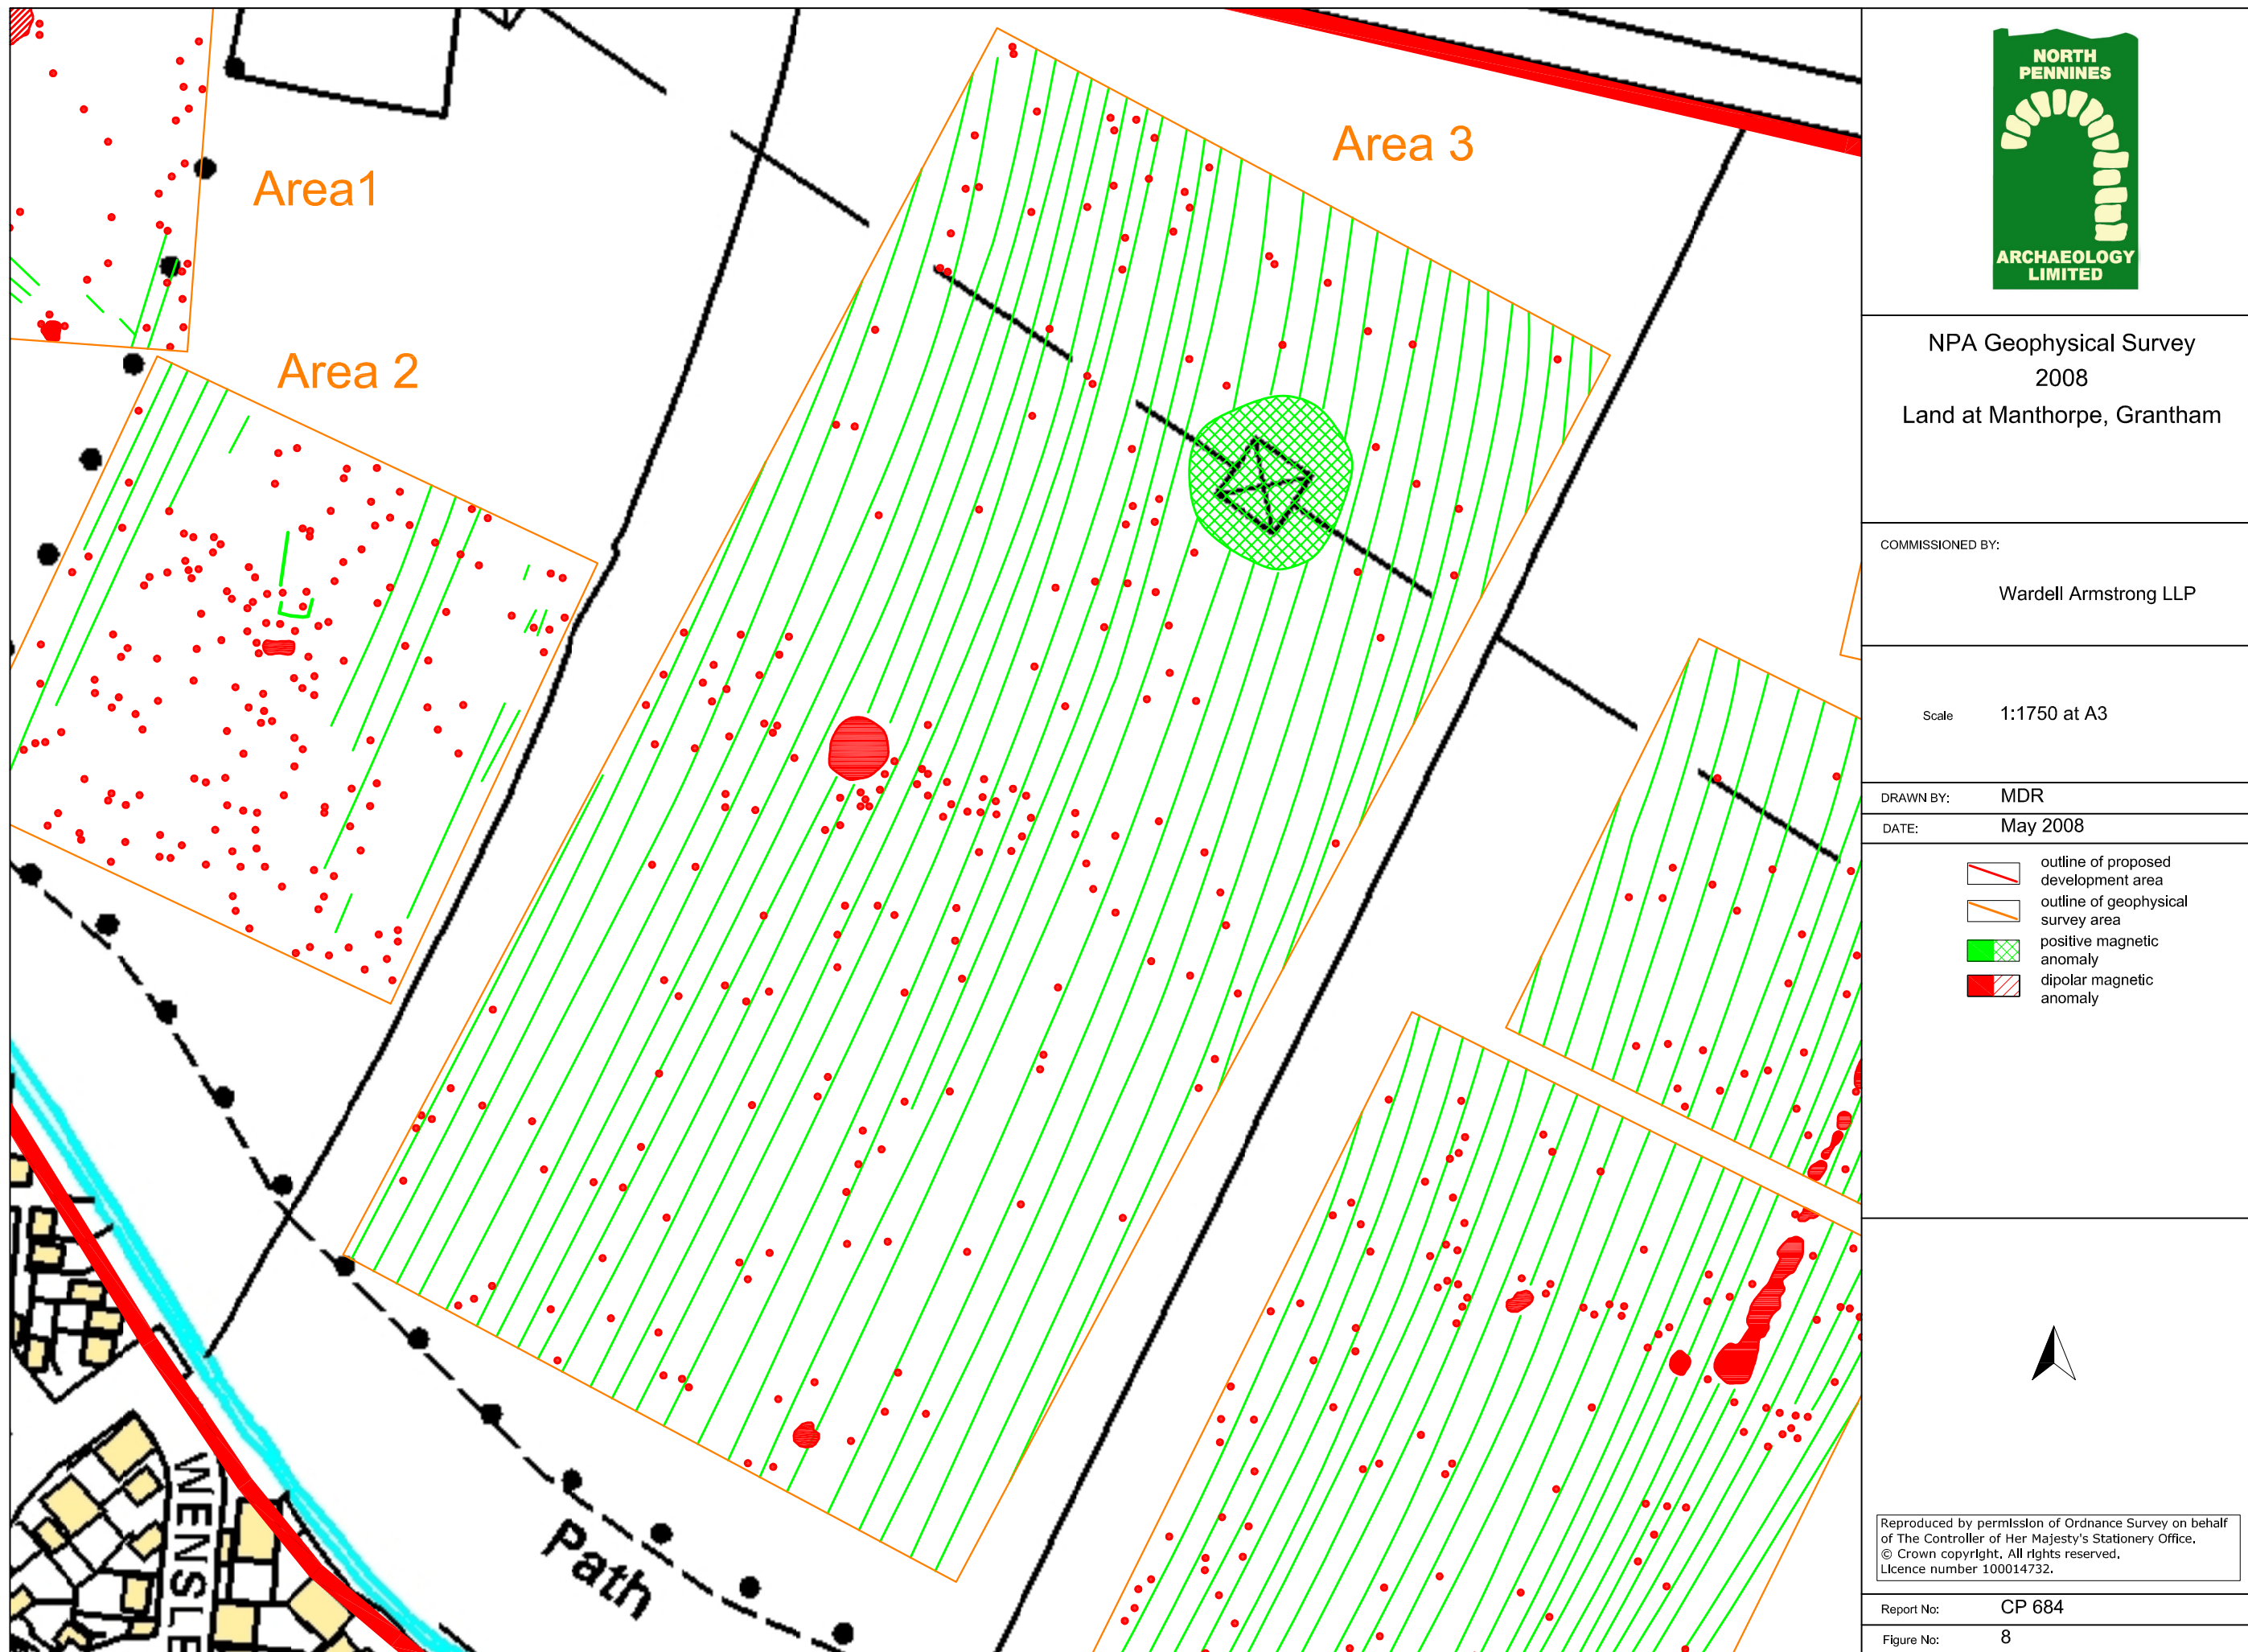 Area1
Area 2
Area 3
Path
WENSLE
NORTH
PENNINES
ARCHAEOLOGY
LIMITED
NPA Geophysical Survey
2008
Land at Manthorpe, Grantham
COMMISSIONED BY:
Wardell Armstrong LLP
Scale 1:1750 at A3
DRAWN BY: MDR
DATE: May 2008
outline of proposed
development area
outline of geophysical
survey area
positive magnetic
anomaly
dipolar magnetic
anomaly
Reproduced by permission of Ordnance Survey on behalf
of The Controller of Her Majesty's Stationery Office.
© Crown copyright. All rights reserved.
Licence number 100014732.
Report No: CP 684
Figure No: 8